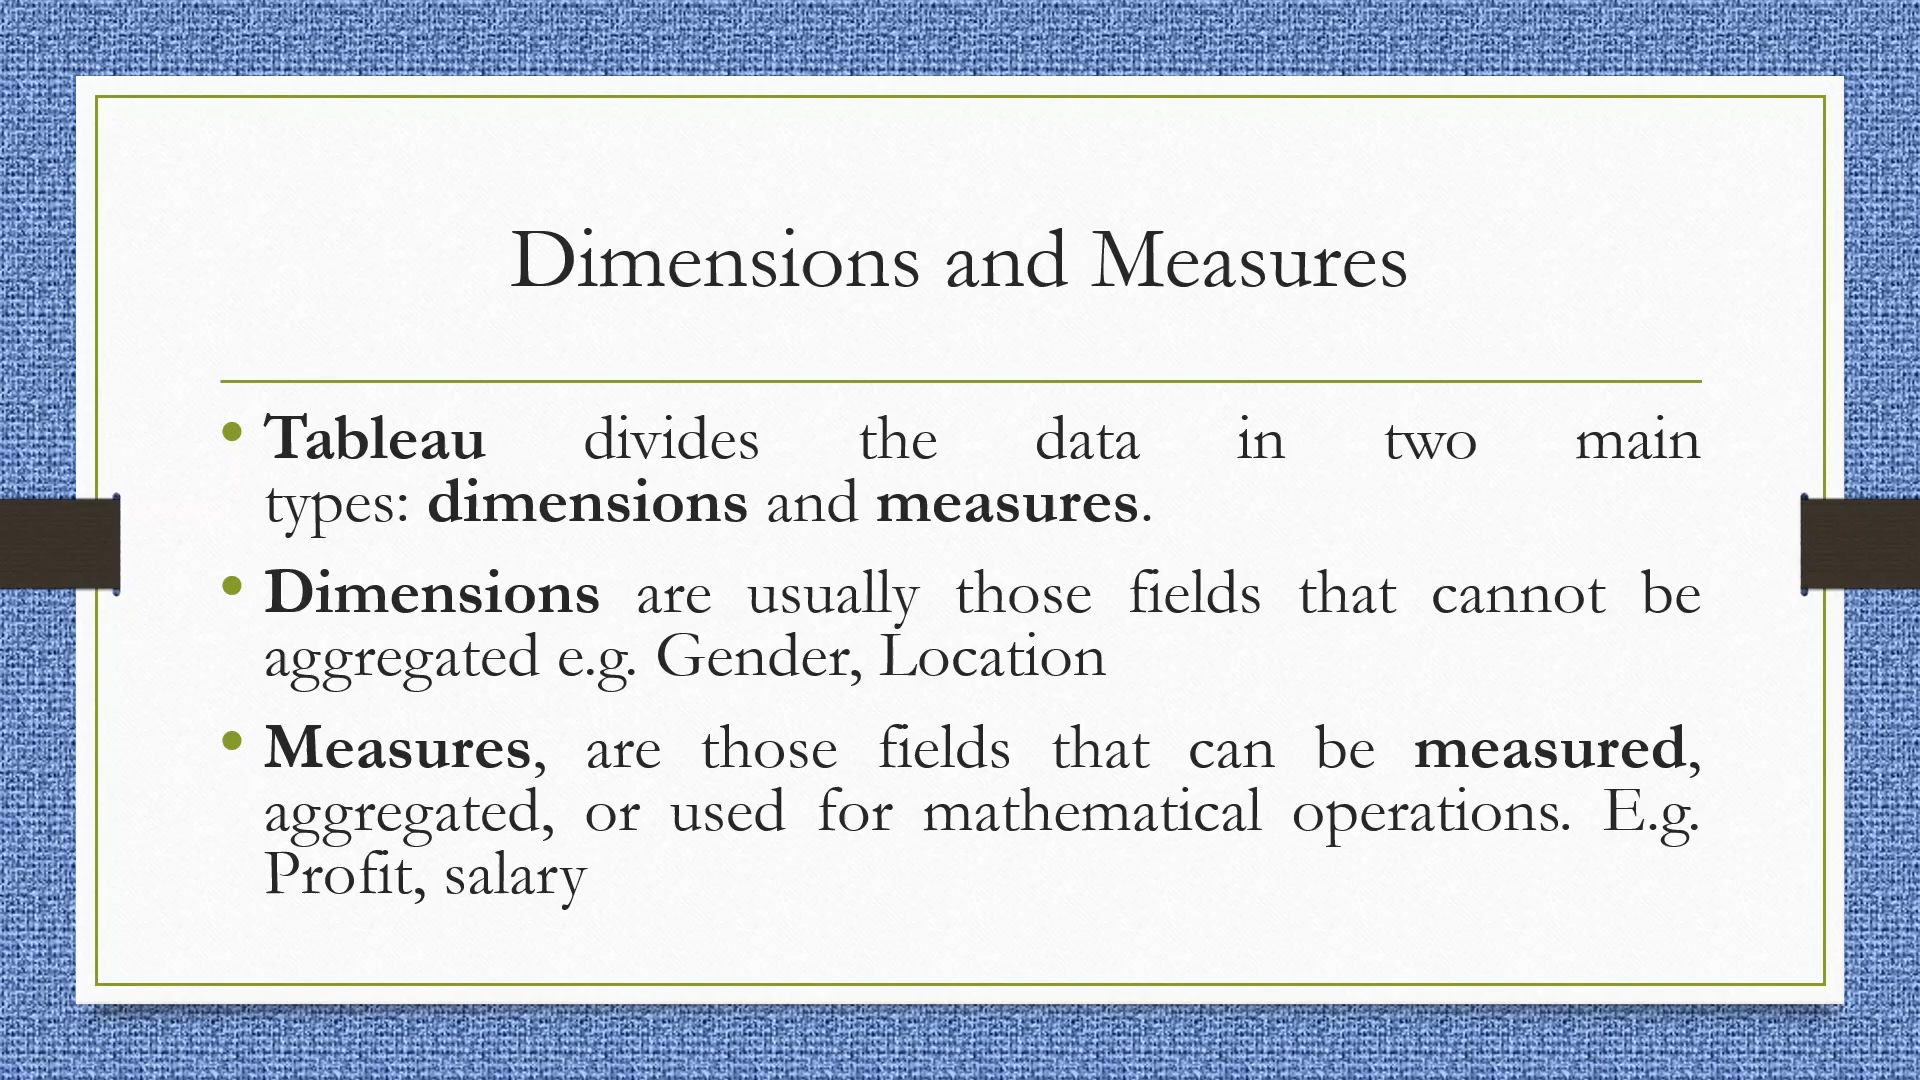 Dimensions and Measures
• Tableau divides the data in two main
types: dimensions and measures.
• Dimensions are usually those fields that cannot be
aggregated e.g. Gender, Location
• Measures, are those fields that can be measured,
aggregated, or used for mathematical operations. E.g.
Profit, salary